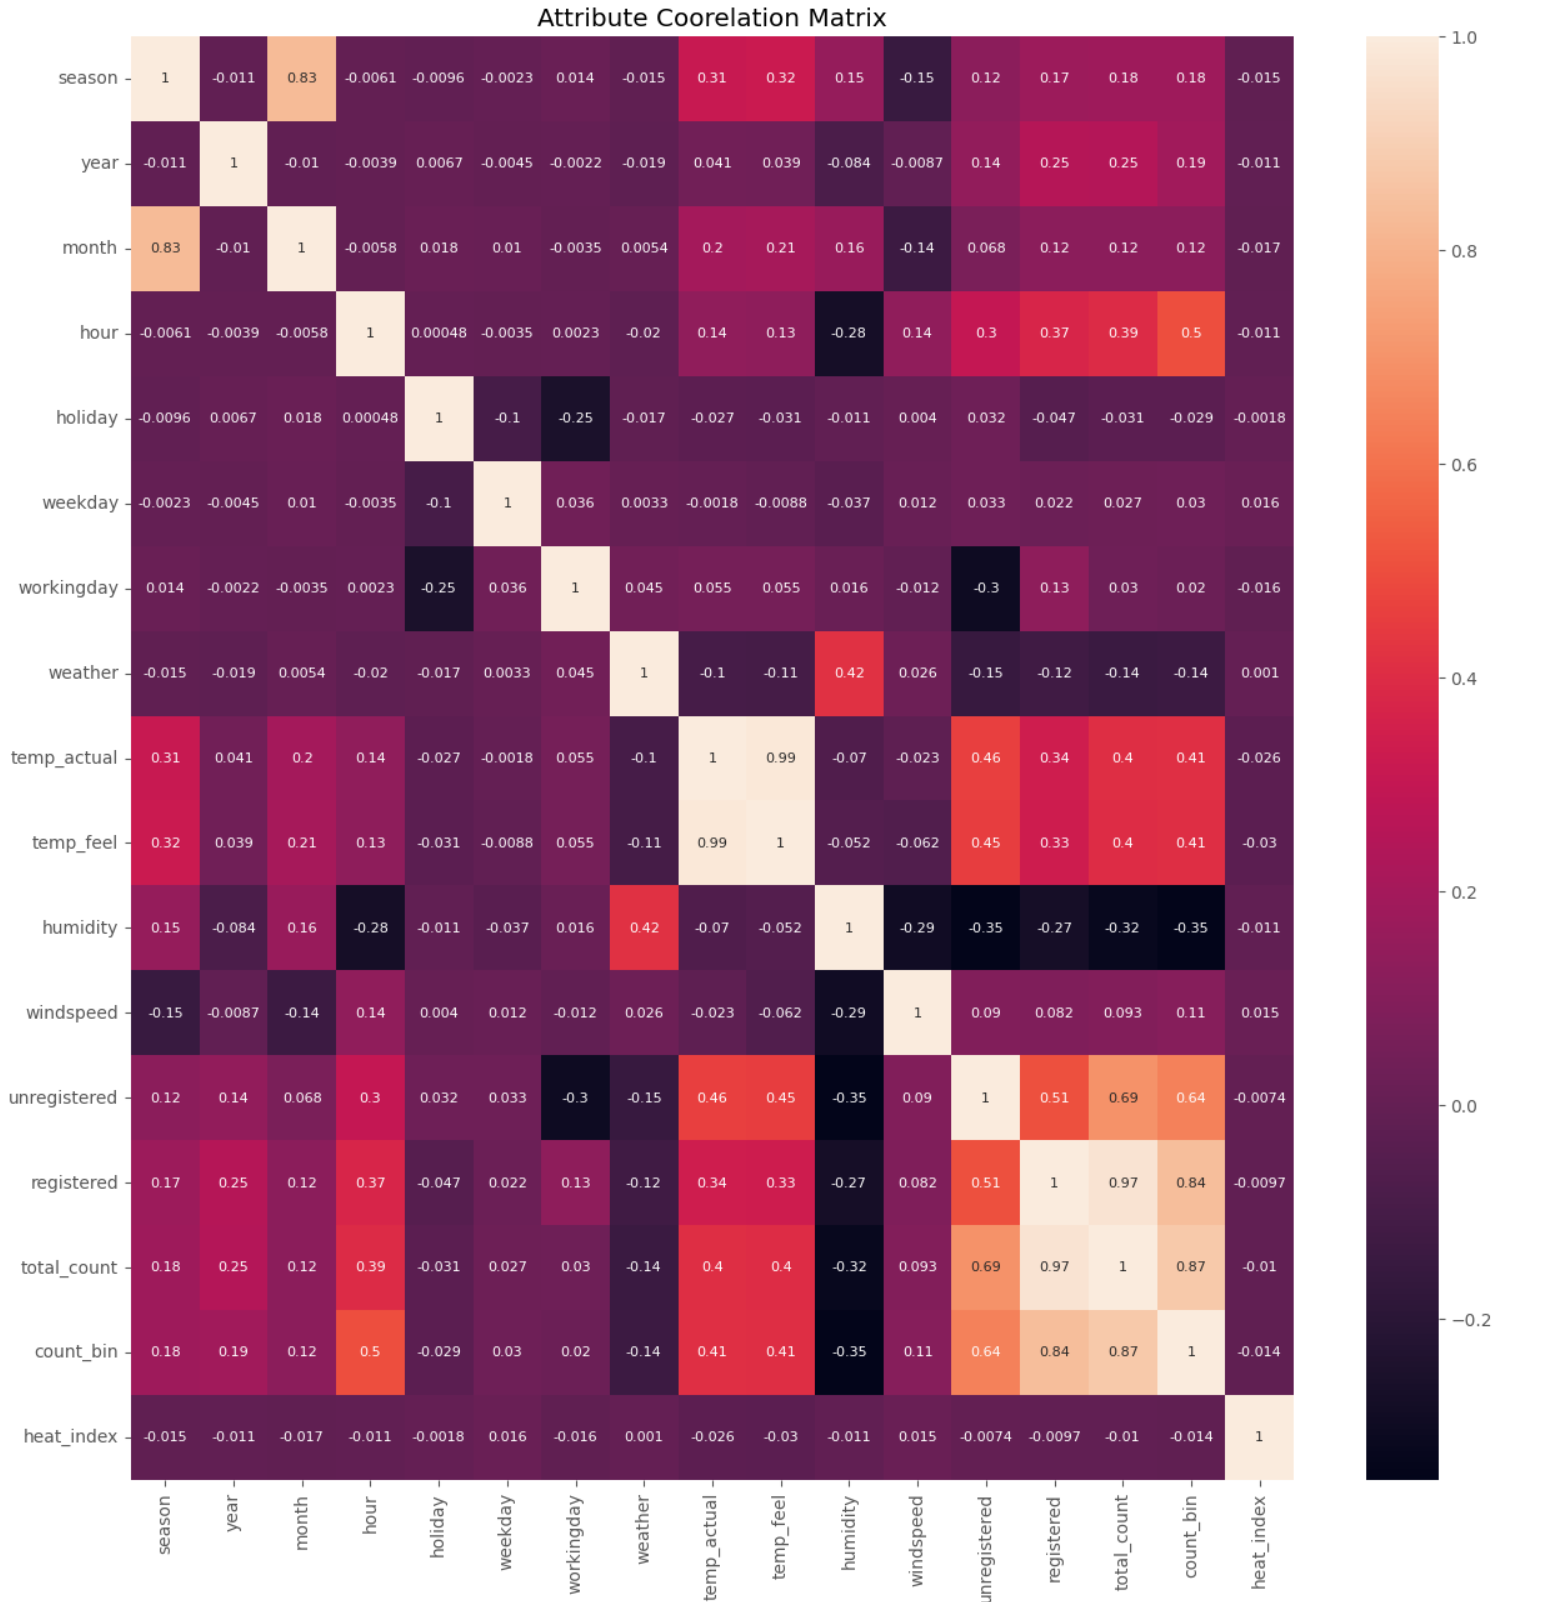 Attribute Coorelation Matrix
season 1 -0.011 0.83 -0.0061 -0.0096 -0.0023 0.014 -0.015 0.31 0.32 0.15 -0.15 0.12 0.17 0.18 0.18 -0.015
year -0.011 1 -0.01 -0.0039 0.0067 -0.0045 -0.0022 -0.019 0.041 0.039 -0.084 -0.0087 0.14 0.25 0.25 0.19 -0.011
month 0.83 -0.01 1 -0.0058 0.018 0.01 -0.0035 0.0054 0.2 0.21 0.16 -0.14 0.068 0.12 0.12 0.12 -0.017
hour -0.0061 -0.0039 -0.0058 1 0.00048 -0.0035 0.0023 -0.02 0.14 0.13 -0.28 0.14 0.3 0.37 0.39 0.5 -0.011
holiday -0.0096 0.0067 0.018 0.00048 1 -0.1 -0.25 -0.017 -0.027 -0.031 -0.011 0.004 0.032 -0.047 -0.031 -0.029 -0.0018
weekday -0.0023 -0.0045 0.01 -0.0035 -0.1 1 0.036 0.0033 -0.0018 -0.0088 -0.037 0.012 0.033 0.022 0.027 0.03 0.016
workingday 0.014 -0.0022 -0.0035 0.0023 -0.25 0.036 1 0.045 0.055 0.055 0.016 -0.012 -0.3 0.13 0.03 0.02 -0.016
weather -0.015 -0.019 0.0054 -0.02 -0.017 0.0033 0.045 1 -0.1 -0.11 0.42 0.026 -0.15 -0.12 -0.14 -0.14 0.001
temp_actual 0.31 0.041 0.2 0.14 -0.027 -0.0018 0.055 -0.1 1 0.99 -0.07 -0.023 0.46 0.34 0.4 0.41 -0.026
temp_feel 0.32 0.039 0.21 0.13 -0.031 -0.0088 0.055 -0.11 0.99 1 -0.052 -0.062 0.45 0.33 0.4 0.41 -0.03
humidity 0.15 -0.084 0.16 -0.28 -0.011 -0.037 0.016 0.42 -0.07 -0.052 1 -0.29 -0.35 -0.27 -0.32 -0.35 -0.011
windspeed -0.15 -0.0087 -0.14 0.14 0.004 0.012 -0.012 0.026 -0.023 -0.062 -0.29 1 0.09 0.082 0.093 0.11 0.015
unregistered 0.12 0.14 0.068 0.3 0.032 0.033 -0.3 -0.15 0.46 0.45 -0.35 0.09 1 0.51 0.69 0.64 -0.0074
registered 0.17 0.25 0.12 0.37 -0.047 0.022 0.13 -0.12 0.34 0.33 -0.27 0.082 0.51 1 0.97 0.84 -0.0097
total_count 0.18 0.25 0.12 0.39 -0.031 0.027 0.03 -0.14 0.4 0.4 -0.32 0.093 0.69 0.97 1 0.87 -0.01
count_bin 0.18 0.19 0.12 0.5 -0.029 0.03 0.02 -0.14 0.41 0.41 -0.35 0.11 0.64 0.84 0.87 1 -0.014
heat_index -0.015 -0.011 -0.017 -0.011 -0.0018 0.016 -0.016 0.001 -0.026 -0.03 -0.011 0.015 -0.0074 -0.0097 -0.01 -0.014 1
season
year
month
hour
holiday
weekday
workingday
weather
temp_actual
temp_feel
humidity
windspeed
unregistered
registered
total_count
count_bin
heat_index
1.0
0.8
0.6
0.4
0.2
0.0
−0.2